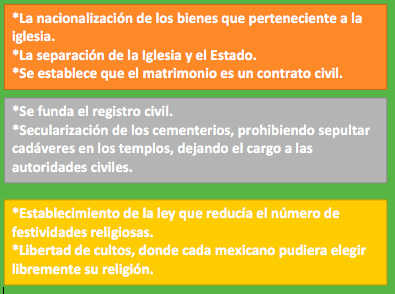 *La nacionalización de los bienes que perteneciente a la
iglesia.
*La separación de la Iglesia y el Estado.
*Se establece que el matrimonio es un contrato civil.
*Se funda el registro civil.
*Secularización de los cementerios, prohibiendo sepultar
cadáveres en los templos, dejando el cargo a las
autoridades civiles.
*Establecimiento de la ley que reducía el número de
festividades religiosas.
*Libertad de cultos, donde cada mexicano pudiera elegir
libremente su religión.